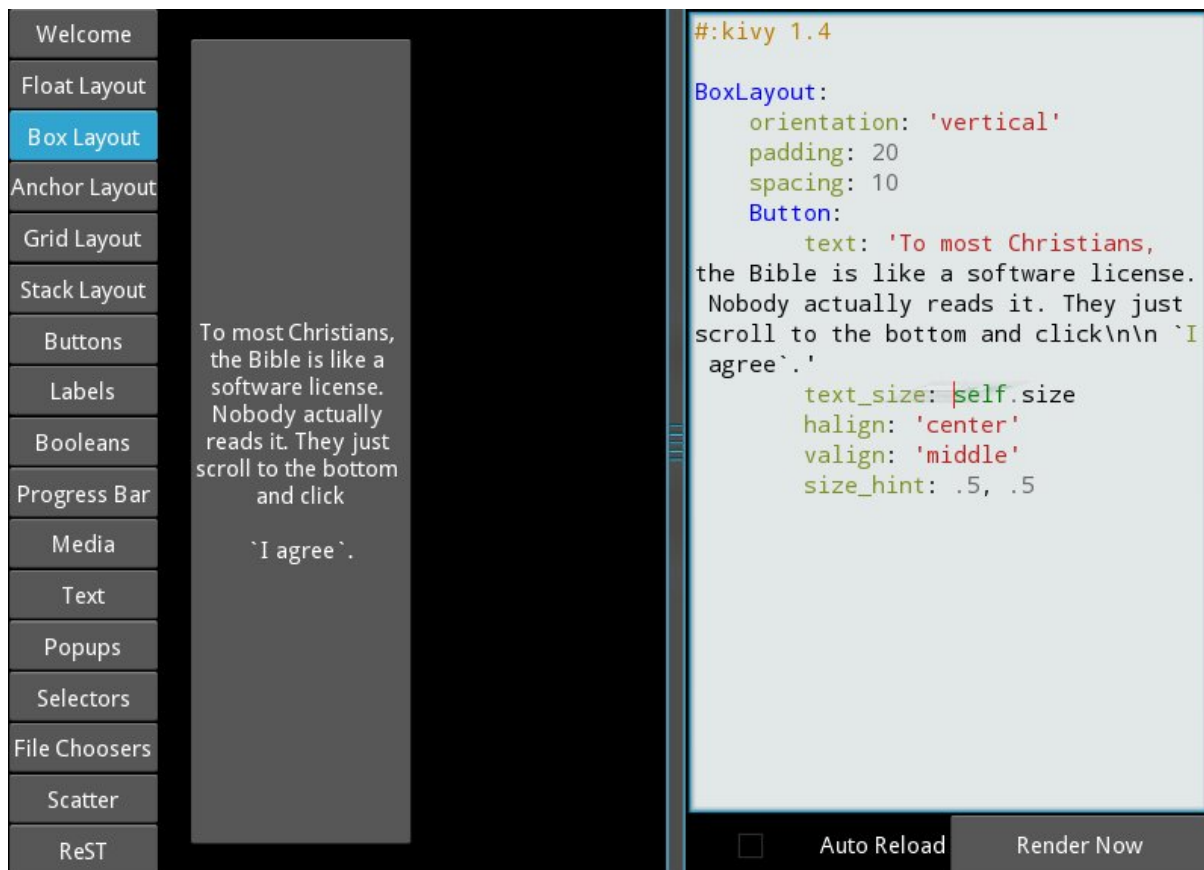 Welcome
Float Layout
Box Layout
Anchor Layout
Grid Layout
Stack Layout
Buttons
Labels
Booleans
Progress Bar
Media
Text
Popups
Selectors
File Choosers
Scatter
ReST
To most Christians,
the Bible is like a
software license.
Nobody actually
reads it. They just
scroll to the bottom
and click
`I agree`.
#:kivy 1.4
BoxLayout:
    orientation: 'vertical'
    padding: 20
    spacing: 10
    Button:
        text: 'To most Christians,
the Bible is like a software license.
 Nobody actually reads it. They just
scroll to the bottom and click\n\n `I
 agree`.'
        text_size: self.size
        halign: 'center'
        valign: 'middle'
        size_hint: .5, .5
Auto Reload
Render Now